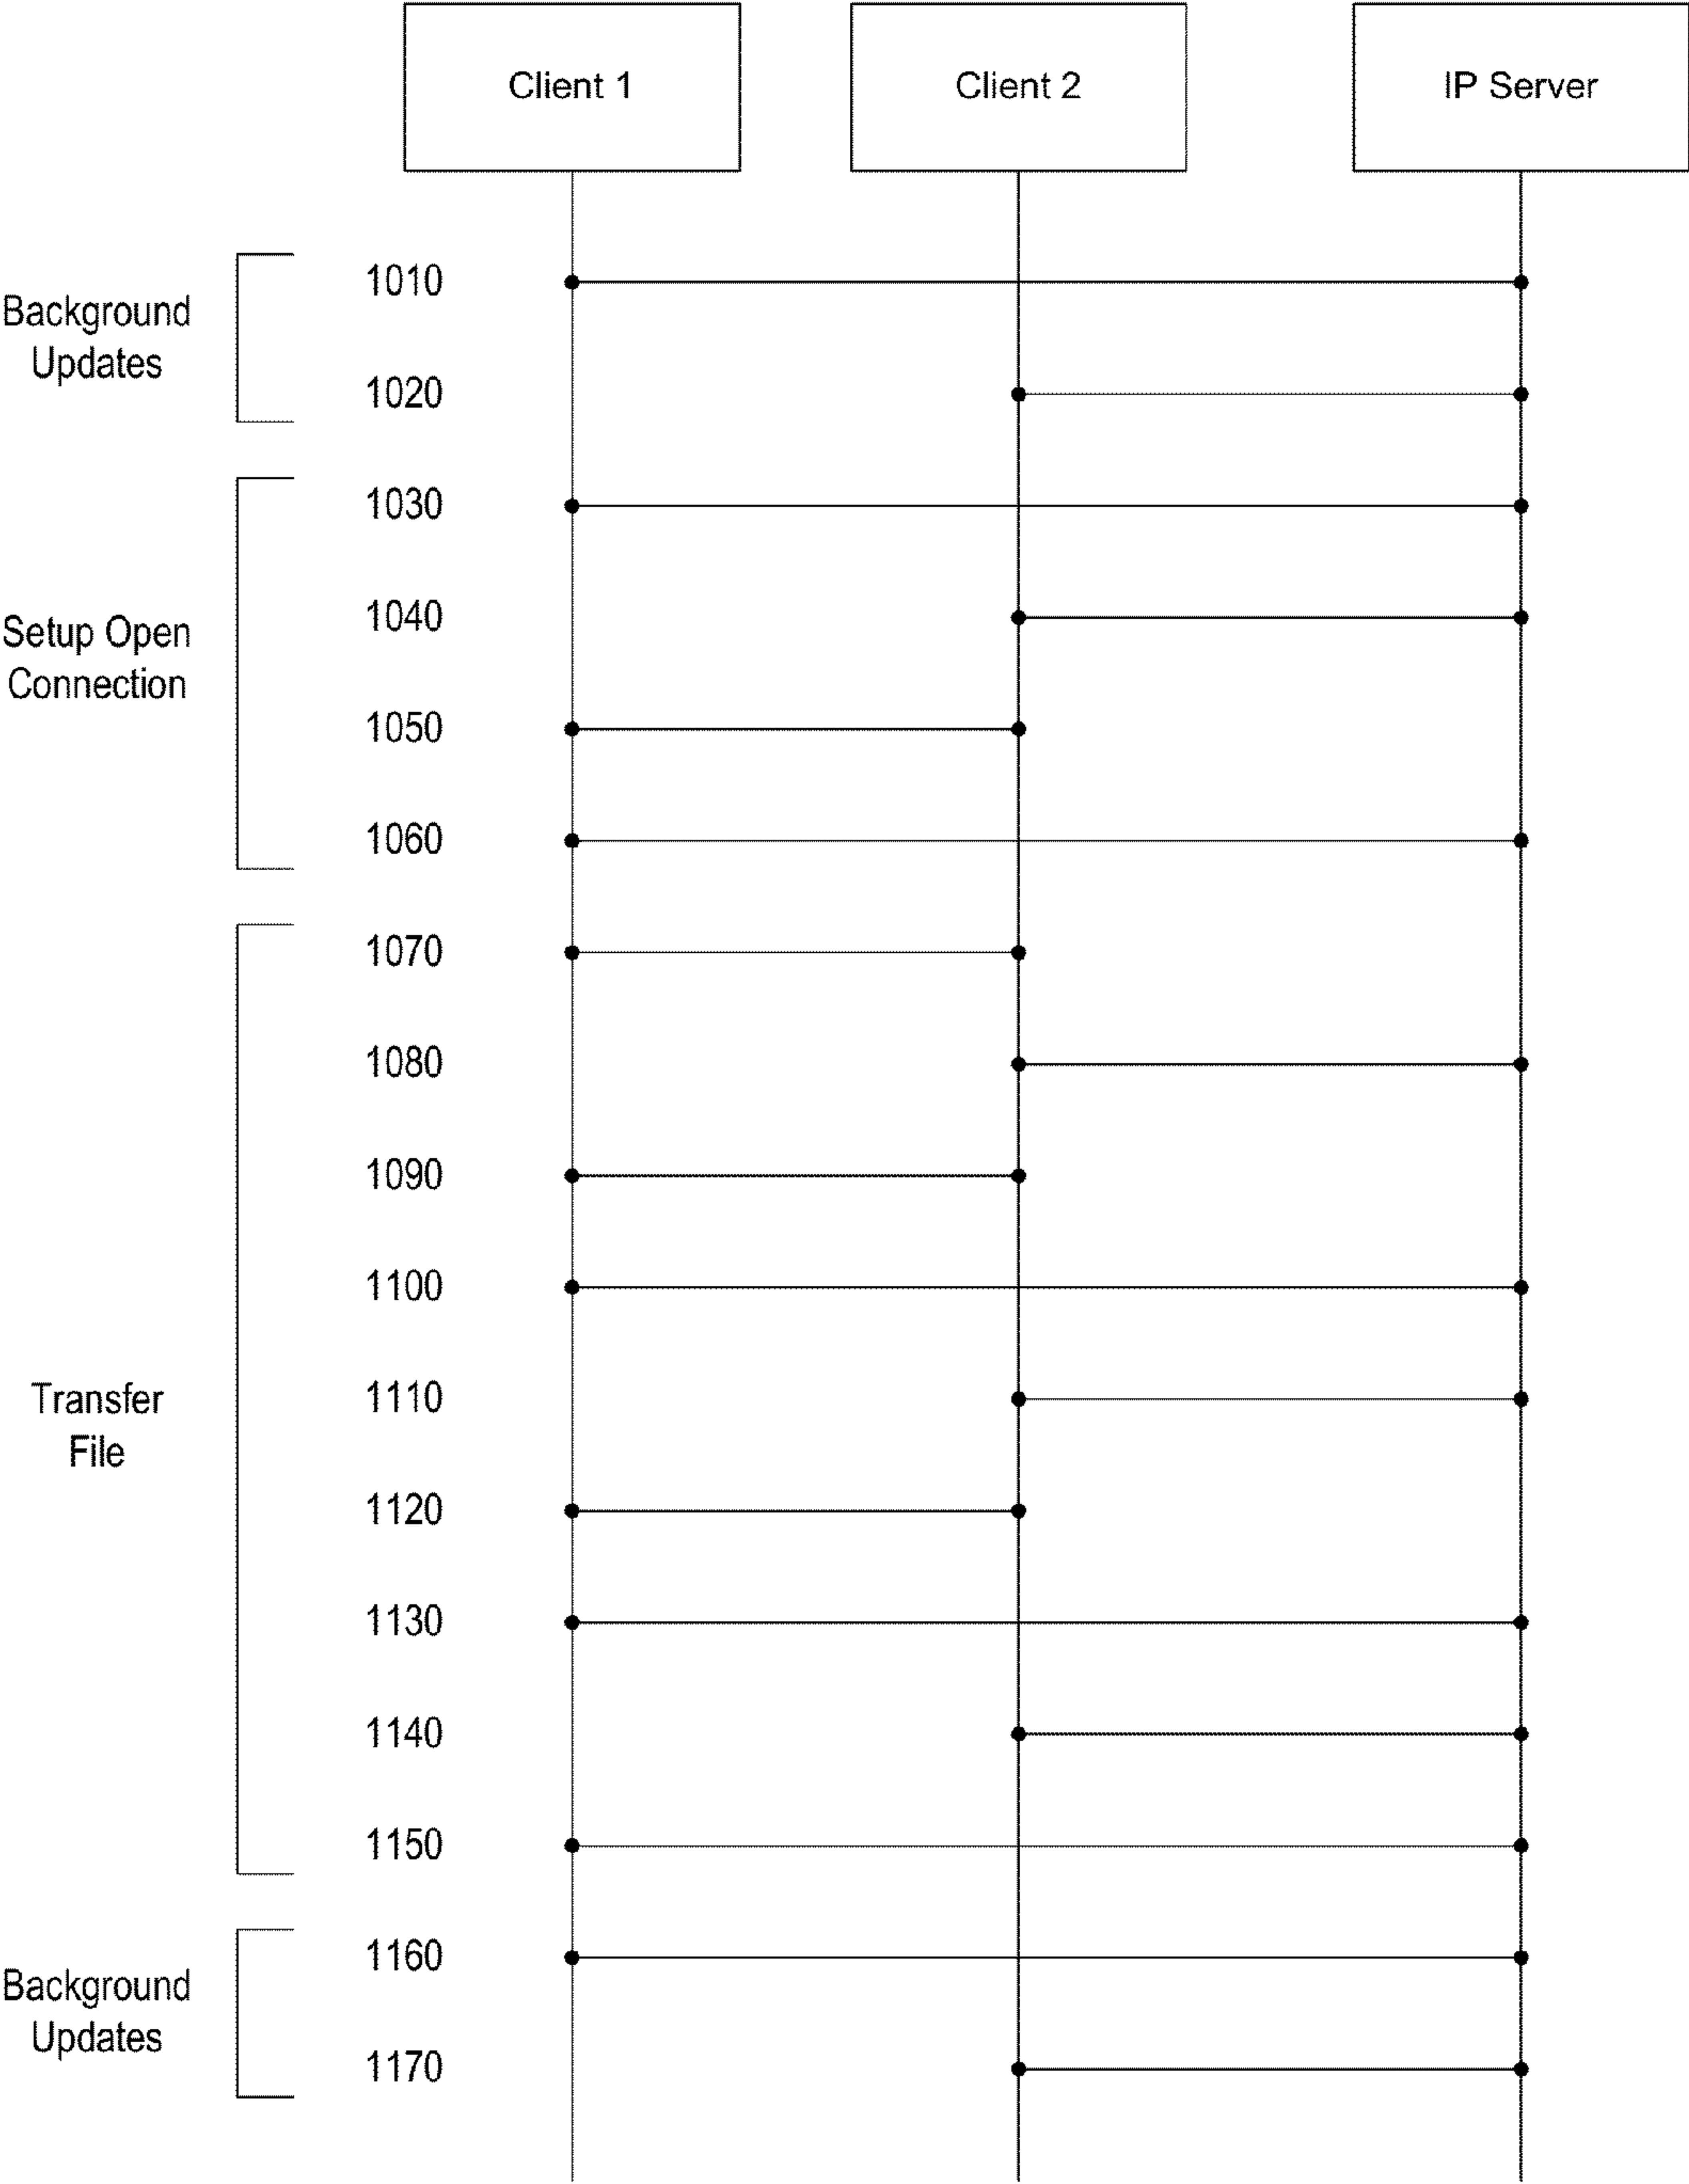 Client 1
Client 2
IP Server
Background
Updates
1010
1020
Setup Open
Connection
1030
1040
1050
1060
Transfer
File
1070
1080
1090
1100
1110
1120
1130
1140
1150
Background
Updates
1160
1170